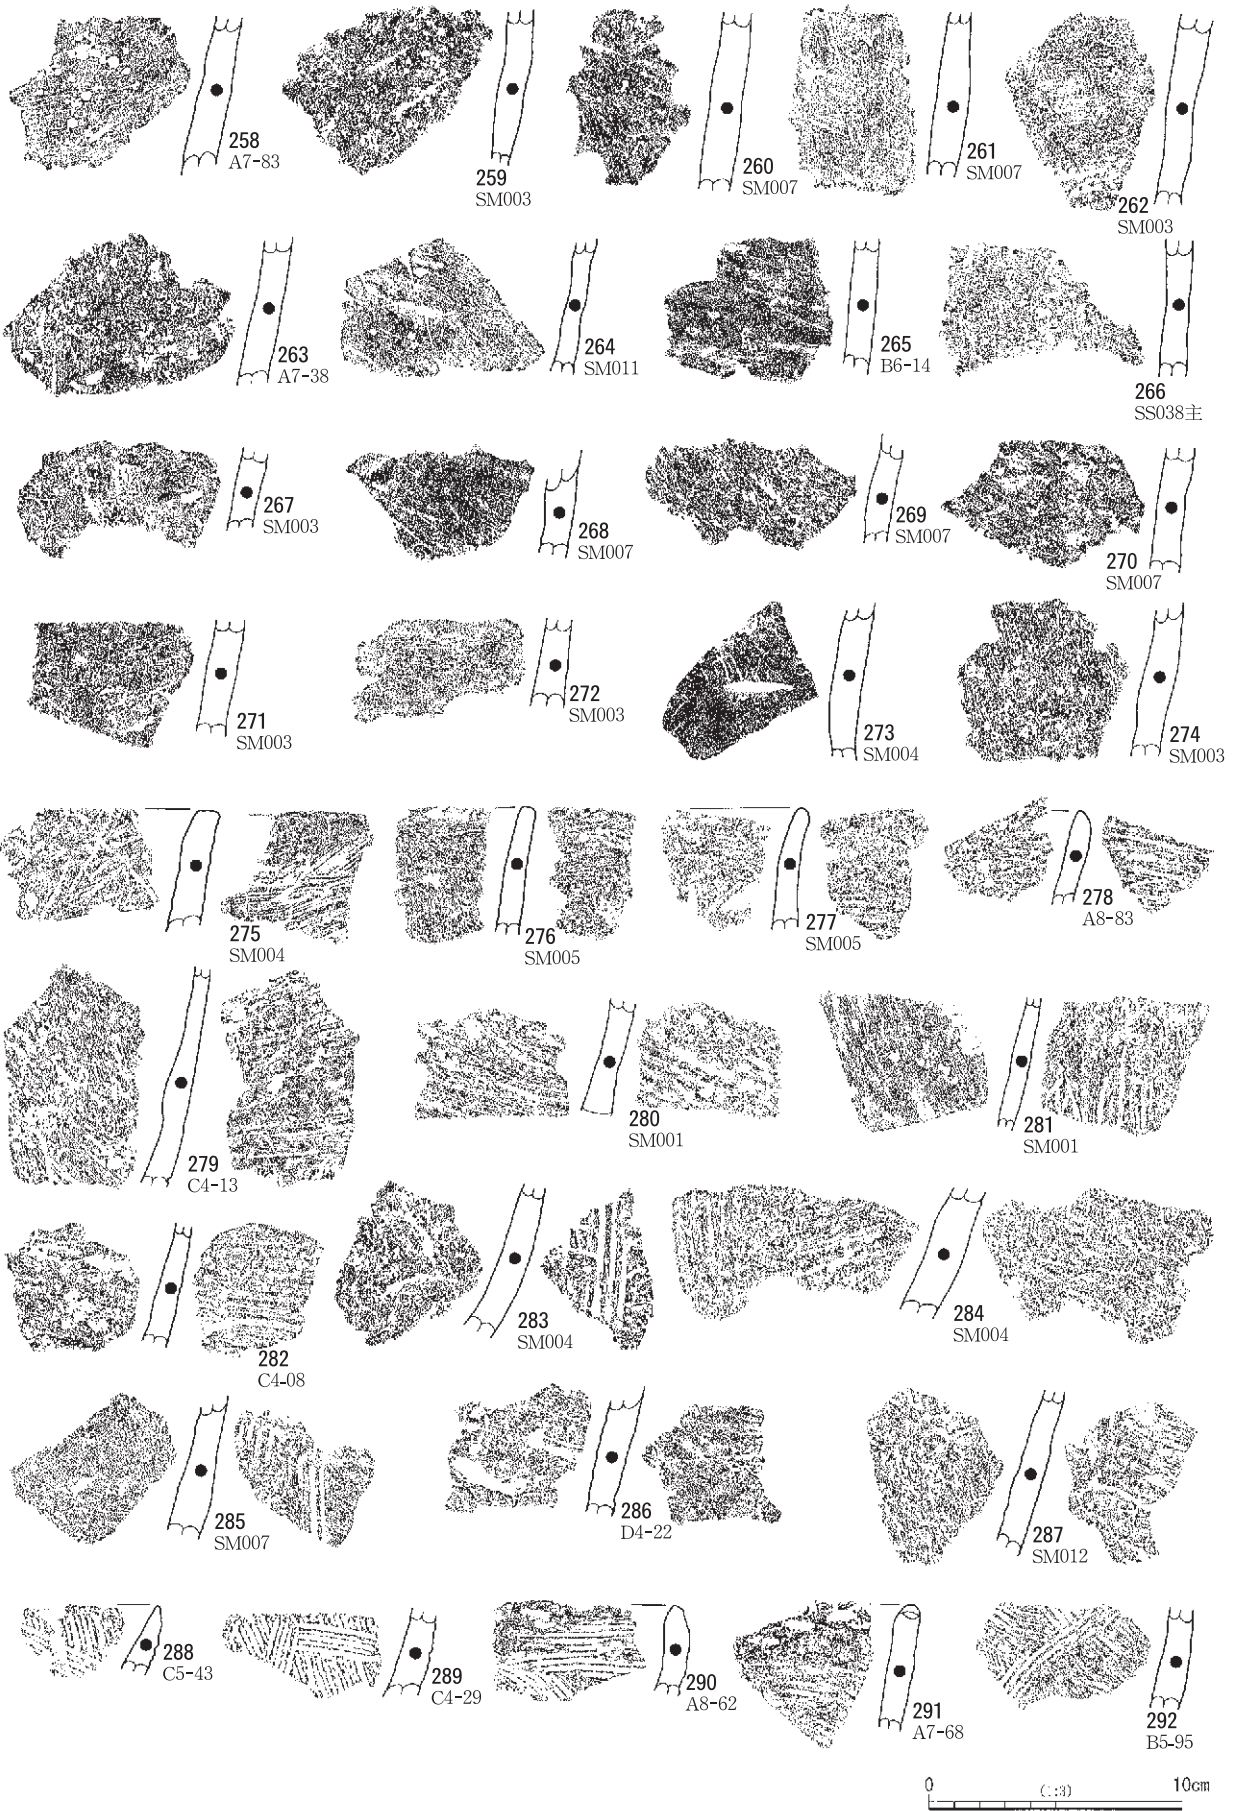 258
A7-83
259
SM003
260
SM007
261
SM007
262
SM003
263
A7-38
264
SM011
265
B6-14
266
SS038主
267
SM003
268
SM007
269
SM007
270
SM007
271
SM003
272
SM003
273
SM004
274
SM003
275
SM004
276
SM005
277
SM005
278
A8-83
279
C4-13
280
SM001
281
SM001
282
C4-08
283
SM004
284
SM004
285
SM007
286
D4-22
287
SM012
288
C5-43
289
C4-29
290
A8-62
291
A7-68
292
B5-95
0 (1:3) 10cm